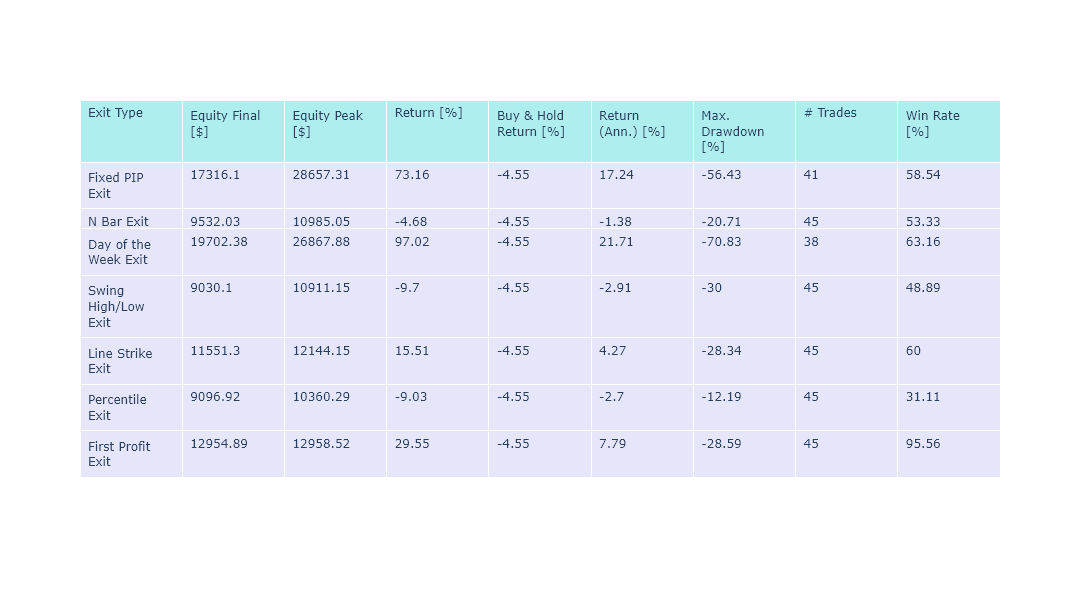 Exit Type Equity Final [$] Equity Peak [$] Return [%] Buy & Hold Return [%] Return (Ann.) [%] Max. Drawdown [%] # Trades Win Rate [%]
Fixed PIP Exit 17316.1 28657.31 73.16 -4.55 17.24 -56.43 41 58.54
N Bar Exit 9532.03 10985.05 -4.68 -4.55 -1.38 -20.71 45 53.33
Day of the Week Exit 19702.38 26867.88 97.02 -4.55 21.71 -70.83 38 63.16
Swing High/Low Exit 9030.1 10911.15 -9.7 -4.55 -2.91 -30 45 48.89
Line Strike Exit 11551.3 12144.15 15.51 -4.55 4.27 -28.34 45 60
Percentile Exit 9096.92 10360.29 -9.03 -4.55 -2.7 -12.19 45 31.11
First Profit Exit 12954.89 12958.52 29.55 -4.55 7.79 -28.59 45 95.56